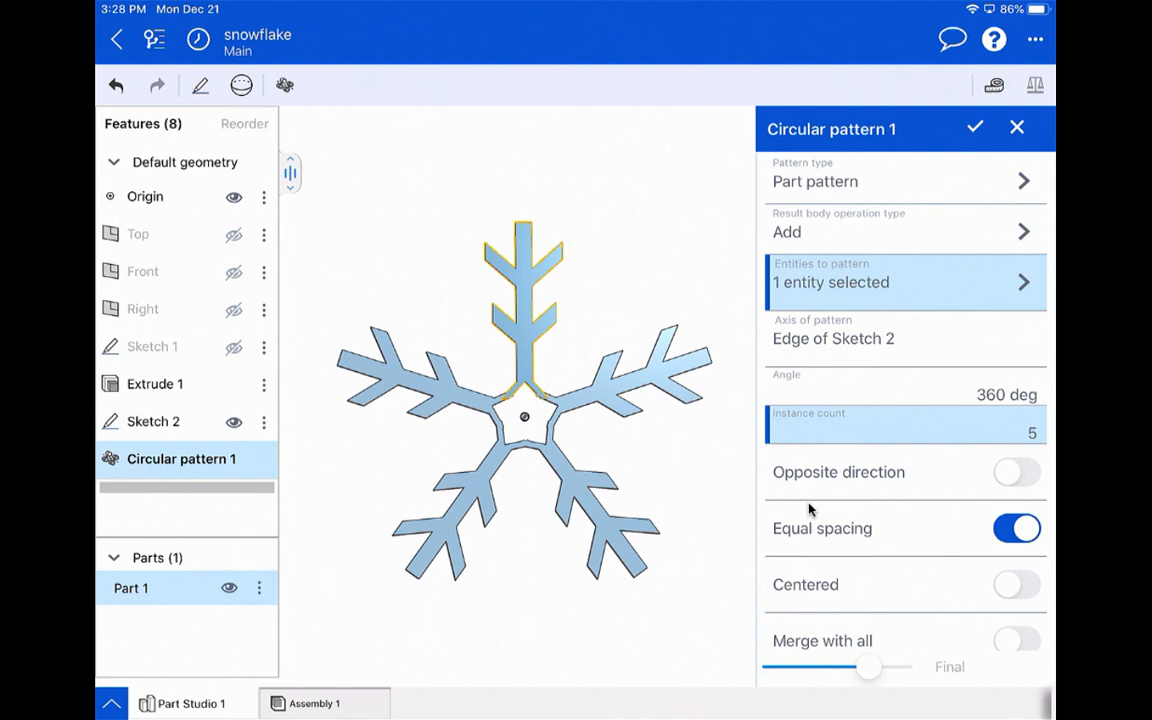 3:28 PM Mon Dec 21
86%
snowflake
Main
Features (8)
Reorder
Default geometry
Origin
Top
Front
Right
Sketch 1
Extrude 1
Sketch 2
Circular pattern 1
Parts (1)
Part 1
Circular pattern 1
Pattern type
Part pattern
Result body operation type
Add
Entities to pattern
1 entity selected
Axis of pattern
Edge of Sketch 2
Angle
360 deg
Instance count
5
Opposite direction
Equal spacing
Centered
Merge with all
Final
Part Studio 1
Assembly 1